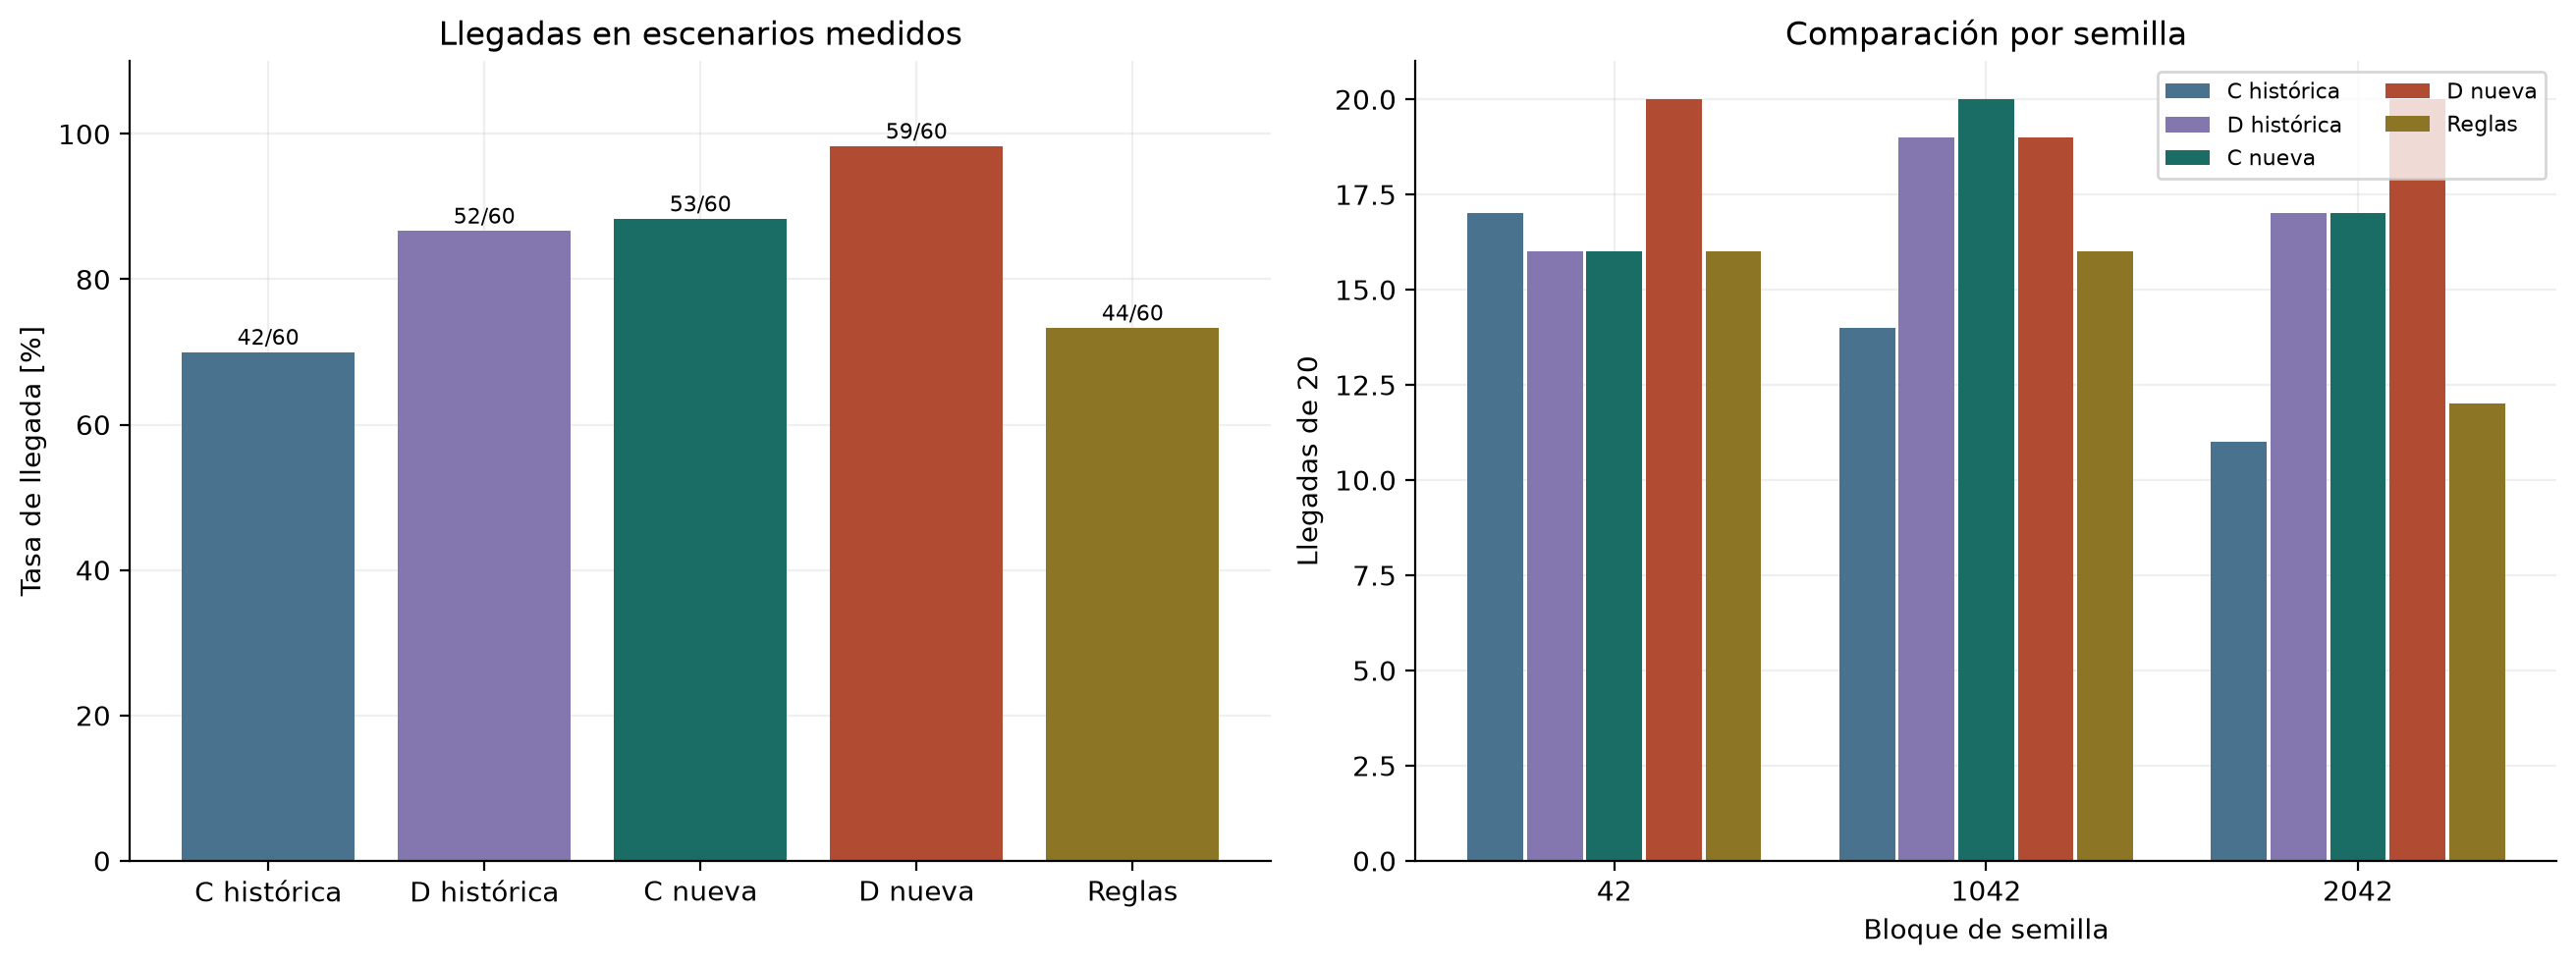 Llegadas en escenarios medidos
Tasa de llegada [%]
100
80
60
40
20
0
42/60
52/60
53/60
59/60
44/60
C histórica
D histórica
C nueva
D nueva
Reglas
Comparación por semilla
Llegadas de 20
20.0
17.5
15.0
12.5
10.0
7.5
5.0
2.5
0.0
C histórica
D histórica
C nueva
D nueva
Reglas
42
1042
2042
Bloque de semilla